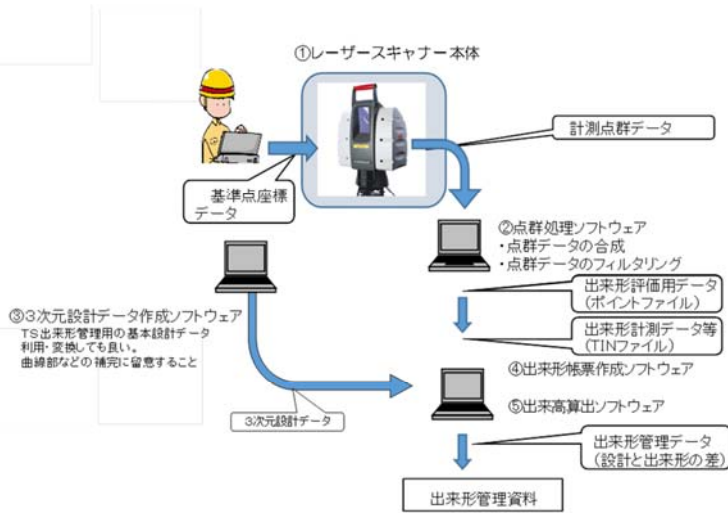 ①レーザースキャナー本体
計測点群データ
基準点座標
データ
②点群処理ソフトウェア
・点群データの合成
・点群データのフィルタリング
出来形評価用データ
(ポイントファイル)
③3次元設計データ作成ソフトウェア
TS出来形管理用の基本設計データ
利用・変換しても良い。
曲線部などの補完に留意すること
出来形計測データ等
(TINファイル)
④出来形帳票作成ソフトウェア
3次元設計データ
⑤出来高算出ソフトウェア
出来形管理データ
(設計と出来形の差)
出来形管理資料